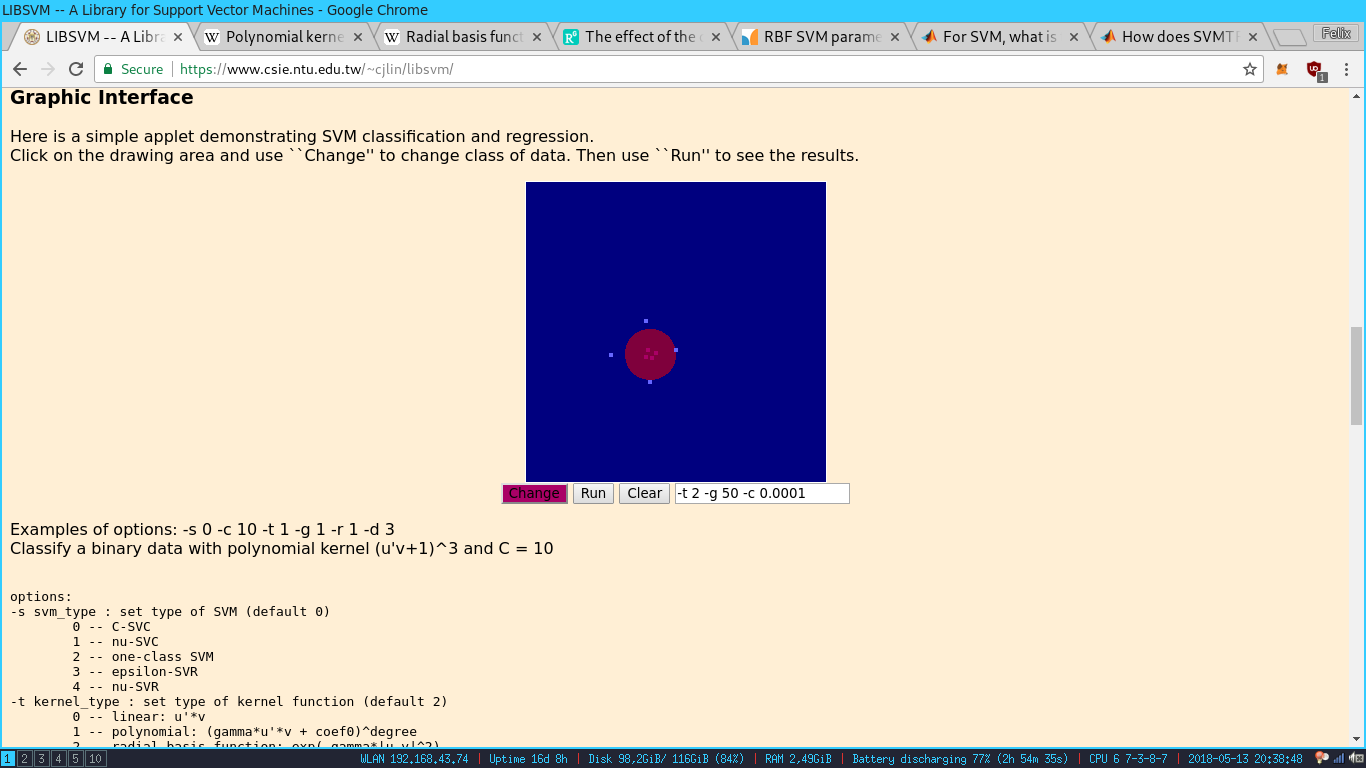 LIBSVM -- A Library for Support Vector Machines - Google Chrome
LIBSVM -- A Libra
Polynomial kerne
Radial basis funct
The effect of the
RBF SVM parame
For SVM, what is
How does SVMTR
Felix
Secure
https://www.csie.ntu.edu.tw/~cjlin/libsvm/
1
Graphic Interface
Here is a simple applet demonstrating SVM classification and regression.
Click on the drawing area and use ``Change'' to change class of data. Then use ``Run'' to see the results.
Change Run Clear -t 2 -g 50 -c 0.0001
Examples of options: -s 0 -c 10 -t 1 -g 1 -r 1 -d 3
Classify a binary data with polynomial kernel (u'v+1)^3 and C = 10
options:
-s svm_type : set type of SVM (default 0)
0 -- C-SVC
1 -- nu-SVC
2 -- one-class SVM
3 -- epsilon-SVR
4 -- nu-SVR
-t kernel_type : set type of kernel function (default 2)
0 -- linear: u'*v
1 -- polynomial: (gamma*u'*v + coef0)^degree
2 -- radial basis function: exp(-gamma*|u-v|^2)
1 2 3 4 5 10 WLAN 192.168.43.74 | Uptime 16d 8h | Disk 98,2GiB/ 116GiB (84%) | RAM 2,49GiB | Battery discharging 77% (2h 54m 35s) | CPU 6 7-3-8-7 | 2018-05-13 20:38:48